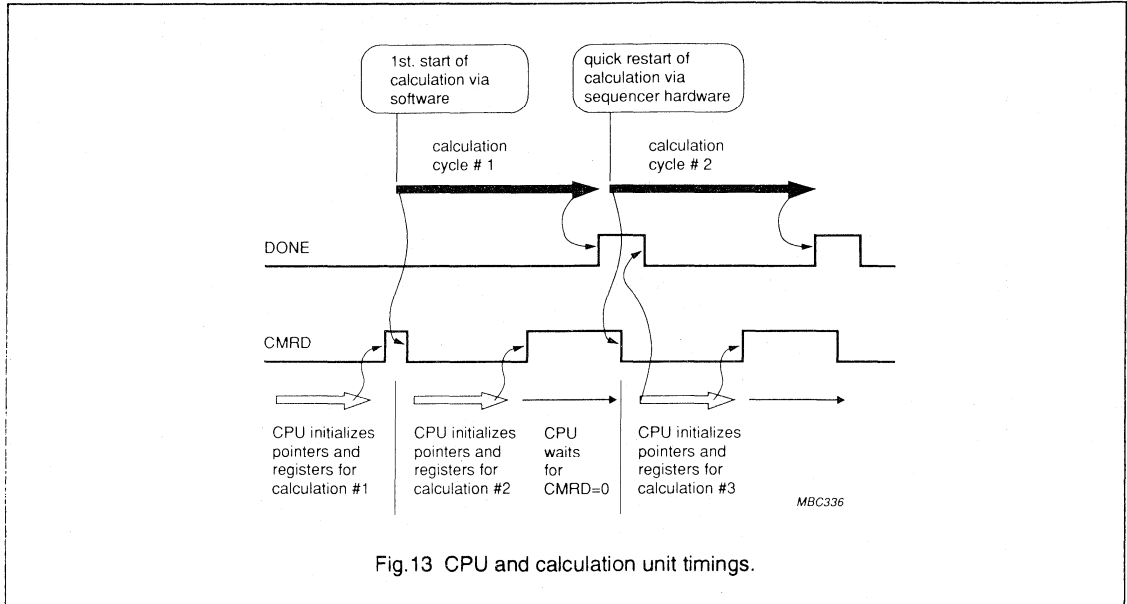 1st. start of
calculation via
software
quick restart of
calculation via
sequencer hardware
calculation
cycle # 1
calculation
cycle # 2
DONE
CMRD
CPU initializes
pointers and
registers for
calculation #1
CPU initializes
pointers and
registers for
calculation #2
CPU
waits
for
CMRD=0
CPU initializes
pointers and
registers for
calculation #3
MBC336
Fig.13 CPU and calculation unit timings.